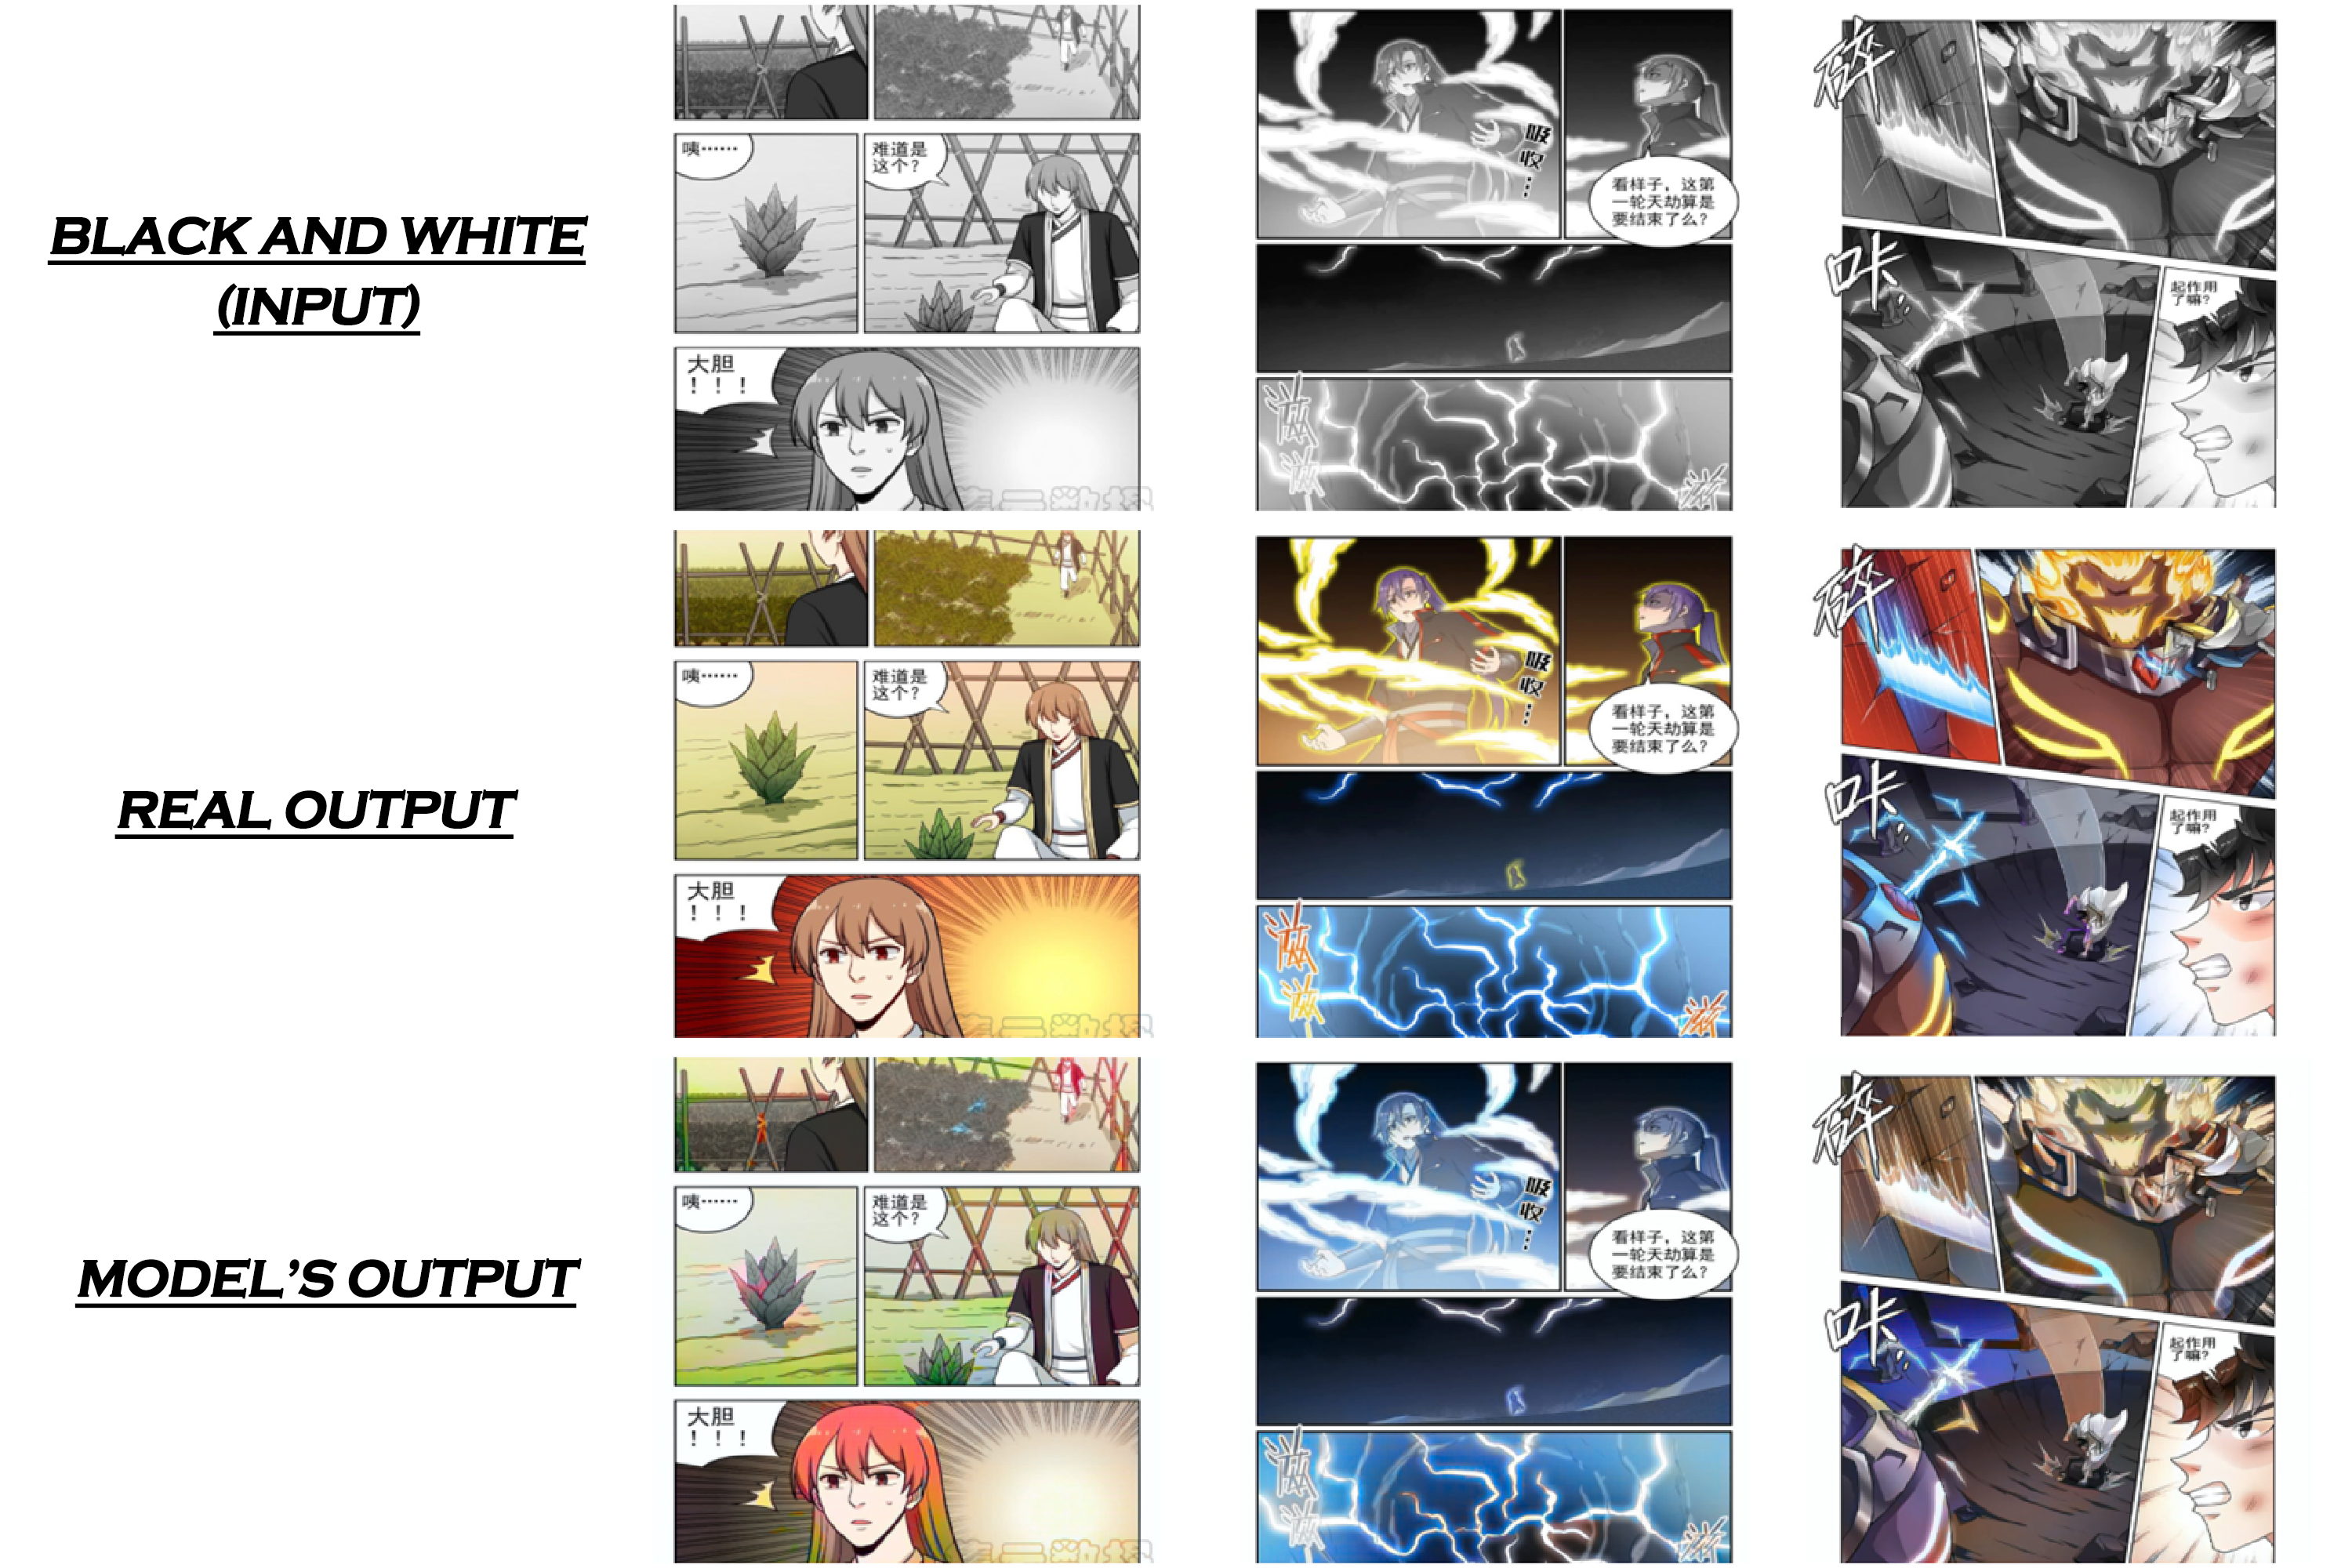 BLACK AND WHITE
(INPUT)
咦……
难道是
这个？
大胆
！！！
吸
收
…
看样子，这第
一轮天劫算是
要结束了么？
滋
滋
滋
碎
咔
起作用
了嘛？
REAL OUTPUT
咦……
难道是
这个？
大胆
！！！
吸
收
…
看样子，这第
一轮天劫算是
要结束了么？
滋
滋
滋
碎
咔
起作用
了嘛？
MODEL'S OUTPUT
咦……
难道是
这个？
大胆
！！！
吸
收
…
看样子，这第
一轮天劫算是
要结束了么？
滋
滋
滋
碎
咔
起作用
了嘛？